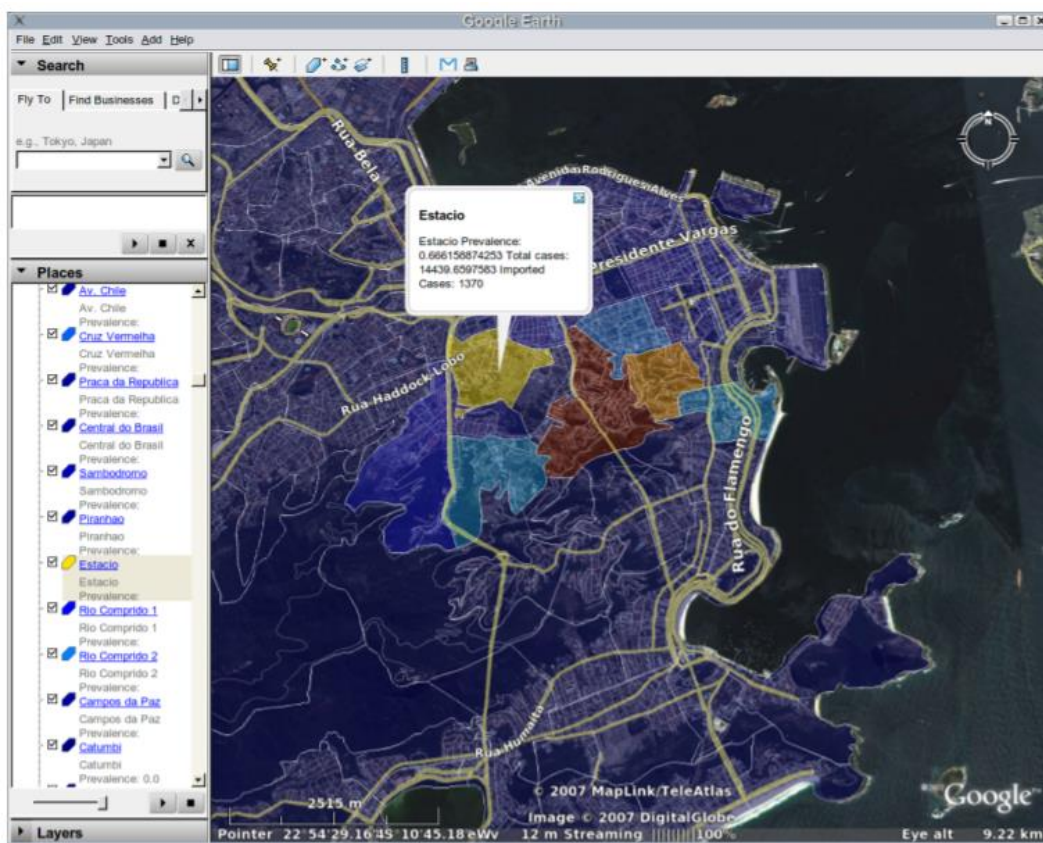 Google Earth
File Edit View Tools Add Help
Search
Fly To Find Businesses D
e.g., Tokyo, Japan
Places
Av. Chile
Av. Chile
Prevalence:
Cruz Vermelha
Cruz Vermelha
Prevalence:
Praca da Republica
Praca da Republica
Prevalence:
Central do Brasil
Central do Brasil
Prevalence:
Sambodromo
Sambodromo
Prevalence:
Piranhao
Piranhao
Prevalence:
Estacio
Estacio
Prevalence:
Rio Comprido 1
Rio Comprido 1
Prevalence:
Rio Comprido 2
Rio Comprido 2
Prevalence:
Campos da Paz
Campos da Paz
Prevalence:
Catumbi
Catumbi
Prevalence: 0.0
Layers
N
Rua Bela
Avenida Rodrigues Alves
Presidente Vargas
Estacio
Estacio Prevalence:
0.666158874253 Total cases:
14439.6597583 Imported
Cases: 1370
Rua Haddock Lobo
Rua do Flamengo
Rua Humaita
2515 m
© 2007 MapLink/TeleAtlas
Image © 2007 DigitalGlobe
Google
Pointer 22°54'29.16" 10'45.18" Streaming 100% Eye alt 9.22 km